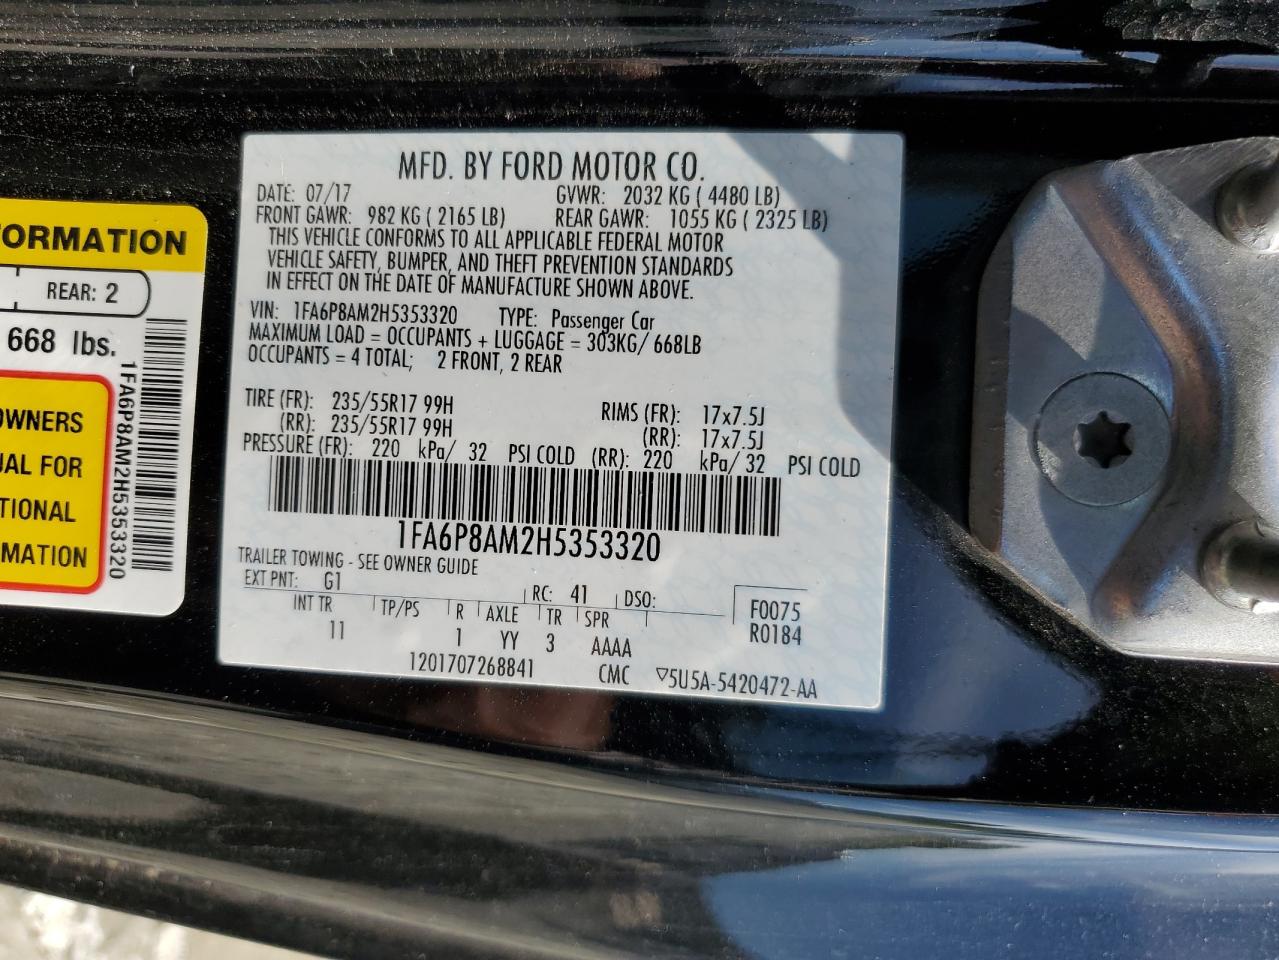 MFD. BY FORD MOTOR CO.
DATE: 07/17 GVWR: 2032 KG ( 4480 LB)
FRONT GAWR: 982 KG ( 2165 LB) REAR GAWR: 1055 KG ( 2325 LB)
THIS VEHICLE CONFORMS TO ALL APPLICABLE FEDERAL MOTOR
VEHICLE SAFETY, BUMPER, AND THEFT PREVENTION STANDARDS
IN EFFECT ON THE DATE OF MANUFACTURE SHOWN ABOVE.
VIN: 1FA6P8AM2H5353320 TYPE: Passenger Car
MAXIMUM LOAD = OCCUPANTS + LUGGAGE = 303KG/ 668LB
OCCUPANTS = 4 TOTAL; 2 FRONT, 2 REAR
TIRE (FR): 235/55R17 99H RIMS (FR): 17x7.5J
(RR): 235/55R17 99H (RR): 17x7.5J
PRESSURE (FR): 220 kPa/ 32 PSI COLD (RR): 220 kPa/ 32 PSI COLD
1FA6P8AM2H5353320
TRAILER TOWING - SEE OWNER GUIDE
EXT PNT: G1 RC: 41 DSO: F0075
INT TR TP/PS R AXLE TR SPR R0184
11 1 YY 3 AAAA
1201707268841 CMC ▽5U5A-5420472-AA
FORMATION
REAR: 2
668 lbs.
OWNERS
UAL FOR
TIONAL
RMATION
1FA6P8AM2H5353320